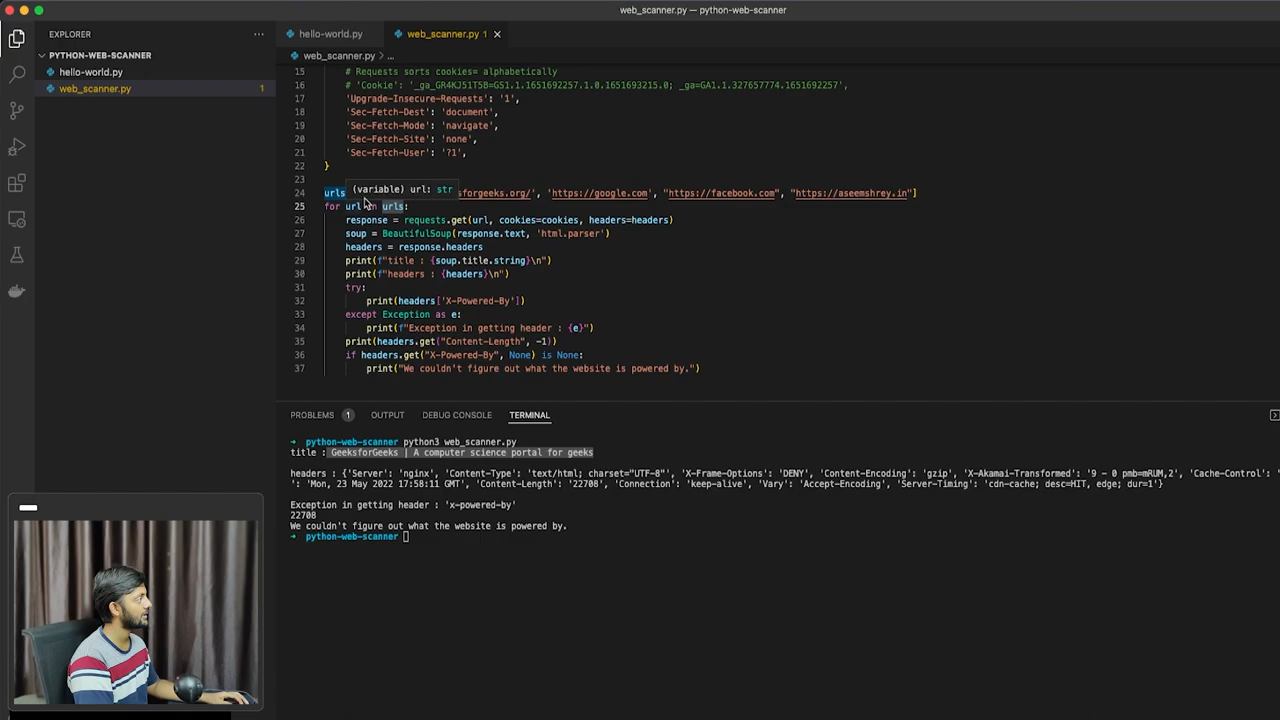 web_scanner.py - python-web-scanner
EXPLORER
PYTHON-WEB-SCANNER
hello-world.py
web_scanner.py 1
hello-world.py
web_scanner.py 1
web_scanner.py > ...
15 # Requests sorts cookies= alphabetically
16 # 'Cookie': '_ga_GR4KJ51T5B=GS1.1.1651692257.1.0.1651693215.0; _ga=GA1.1.327657774.1651692257',
17 'Upgrade-Insecure-Requests': '1',
18 'Sec-Fetch-Dest': 'document',
19 'Sec-Fetch-Mode': 'navigate',
20 'Sec-Fetch-Site': 'none',
21 'Sec-Fetch-User': '?1',
22 }
(variable) url: str
23
24 urls sforgeeks.org/', 'https://google.com', "https://facebook.com", "https://aseemshrey.in"]
25 for url in urls:
26 response = requests.get(url, cookies=cookies, headers=headers)
27 soup = BeautifulSoup(response.text, 'html.parser')
28 headers = response.headers
29 print(f"title : {soup.title.string}\n")
30 print(f"headers : {headers}\n")
31 try:
32 print(headers['X-Powered-By'])
33 except Exception as e:
34 print(f"Exception in getting header : {e}")
35 print(headers.get("Content-Length", -1))
36 if headers.get("X-Powered-By", None) is None:
37 print("We couldn't figure out what the website is powered by.")
PROBLEMS 1 OUTPUT DEBUG CONSOLE TERMINAL
→ python-web-scanner python3 web_scanner.py
title : GeeksforGeeks | A computer science portal for geeks
headers : {'Server': 'nginx', 'Content-Type': 'text/html; charset="UTF-8"', 'X-Frame-Options': 'DENY', 'Content-Encoding': 'gzip', 'X-Akamai-Transformed': '9 - 0 pmb=mRUM,2', 'Cache-Control': '
': 'Mon, 23 May 2022 17:58:11 GMT', 'Content-Length': '22708', 'Connection': 'keep-alive', 'Vary': 'Accept-Encoding', 'Server-Timing': 'cdn-cache; desc=HIT, edge; dur=1'}
Exception in getting header : 'x-powered-by'
22708
We couldn't figure out what the website is powered by.
→ python-web-scanner